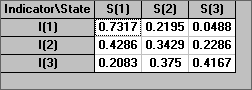 Indicator\State S(1) S(2) S(3)
I(1) 0.7317 0.2195 0.0488
I(2) 0.4286 0.3429 0.2286
I(3) 0.2083 0.375 0.4167